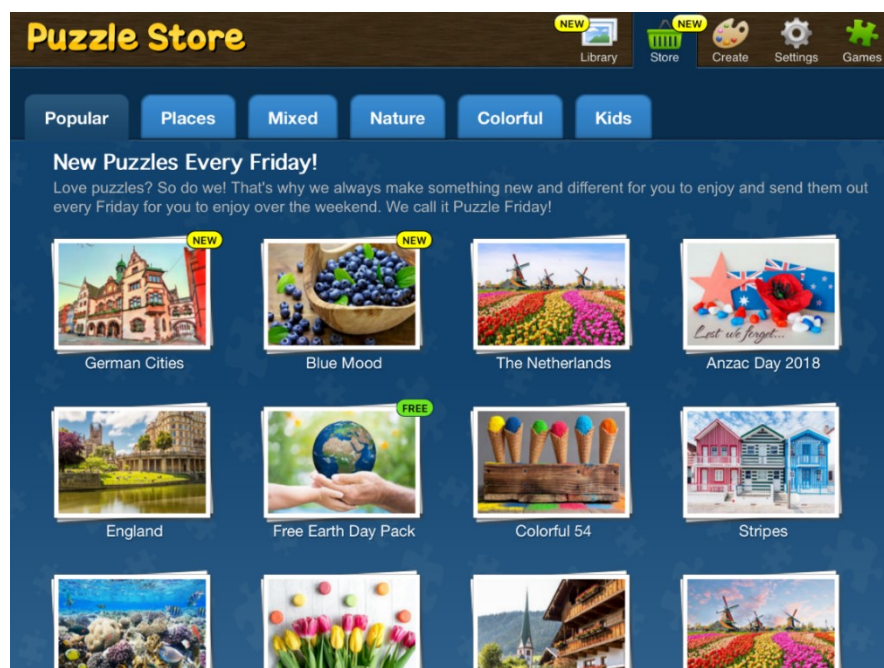 Puzzle Store
NEW
Library
NEW
Store
Create
Settings
Games
Popular
Places
Mixed
Nature
Colorful
Kids
New Puzzles Every Friday!
Love puzzles? So do we! That's why we always make something new and different for you to enjoy and send them out
every Friday for you to enjoy over the weekend. We call it Puzzle Friday!
NEW
NEW
German Cities
Blue Mood
The Netherlands
Lest we forget...
Anzac Day 2018
FREE
England
Free Earth Day Pack
Colorful 54
Stripes